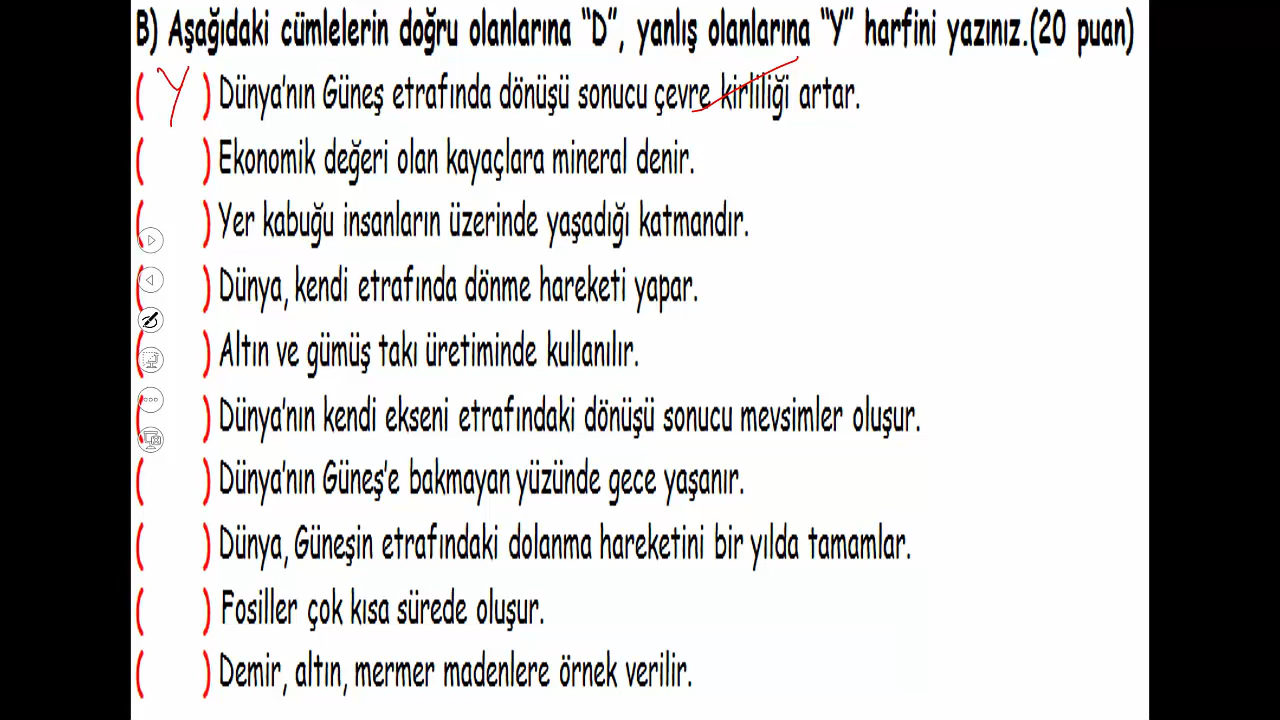 B) Aşağıdaki cümlelerin doğru olanlarına “D”, yanlış olanlarına “Y” harfini yazınız.(20 puan)
( Y ) Dünya’nın Güneş etrafında dönüşü sonucu çevre kirliliği artar.
( ) Ekonomik değeri olan kayaçlara mineral denir.
( ) Yer kabuğu insanların üzerinde yaşadığı katmandır.
( ) Dünya, kendi etrafında dönme hareketi yapar.
( ) Altın ve gümüş takı üretiminde kullanılır.
( ) Dünya’nın kendi ekseni etrafındaki dönüşü sonucu mevsimler oluşur.
( ) Dünya’nın Güneş’e bakmayan yüzünde gece yaşanır.
( ) Dünya, Güneşin etrafındaki dolanma hareketini bir yılda tamamlar.
( ) Fosiller çok kısa sürede oluşur.
( ) Demir, altın, mermer madenlere örnek verilir.